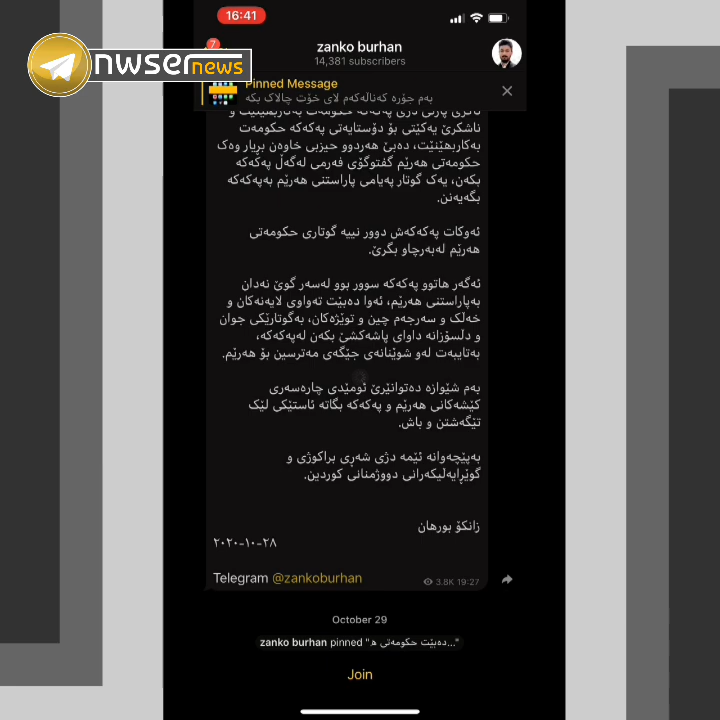 16:41
7
zanko burhan
14,381 subscribers
nwser news
Pinned Message
بەم جۆرە کەناڵەکەم لای خۆت چالاک بکە
ناشکرێ یەکێتی بۆ دۆستایەتی پەکەکە حکومەت
بەکاربهێنێت، دەبێ هەردوو حیزبی خاوەن بڕیار وەک
حکومەتی هەرێم گفتوگۆی فەرمی لەگەڵ پەکەکە
بکەن، یەک گوتار پەیامی پاراستنی هەرێم بەپەکەکە
بگەیەنن.
ئەوکات پەکەکەش دوور نییە گوتاری حکومەتی
هەرێم لەبەرچاو بگرێ.
ئەگەر هاتوو پەکەکە سوور بوو لەسەر گوێ نەدان
بەپاراستنی هەرێم، ئەوا دەبێت تەواوی لایەنەکان و
خەڵک و سەرجەم چین و توێژەکان، بەگوتارێکی جوان
و دڵسۆزانە داوای پاشەکشێ بکەن لەپەکەکە،
بەتایبەت لەو شوێنانەی جێگەی مەترسین بۆ هەرێم.
بەم شێوازە دەتوانێرێ ئومێدی چارەسەری
کێشەکانی هەرێم و پەکەکە بگاتە ئاستێکی لێک
تێگەشتن و باش.
بەپێچەوانە ئێمە دژی شەڕی براکوژی و
گوێڕایەڵیکەرانی دووژمنانی کوردین.
زانکۆ بورهان
٢٠٢٠-١٠-٢٨
Telegram @zankoburhan
3.8K 19:27
October 29
zanko burhan pinned "دەبێت حکومەتی ه..."
Join